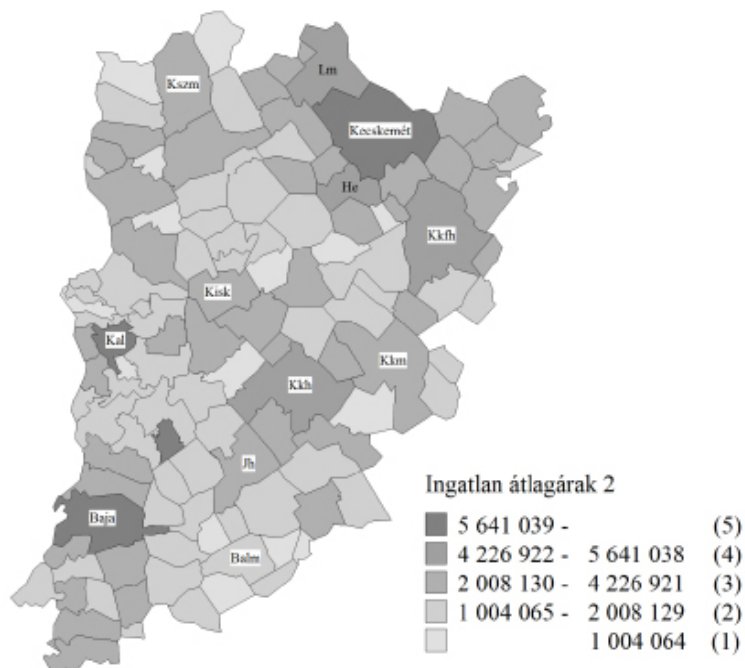 Kszm
Lm
Kecskemét
He
Kkfh
Kisk
Kal
Kkm
Kkh
Jh
Baja
Balm
Ingatlan átlagárak 2
5 641 039 - (5)
4 226 922 - 5 641 038 (4)
2 008 130 - 4 226 921 (3)
1 004 065 - 2 008 129 (2)
1 004 064 (1)